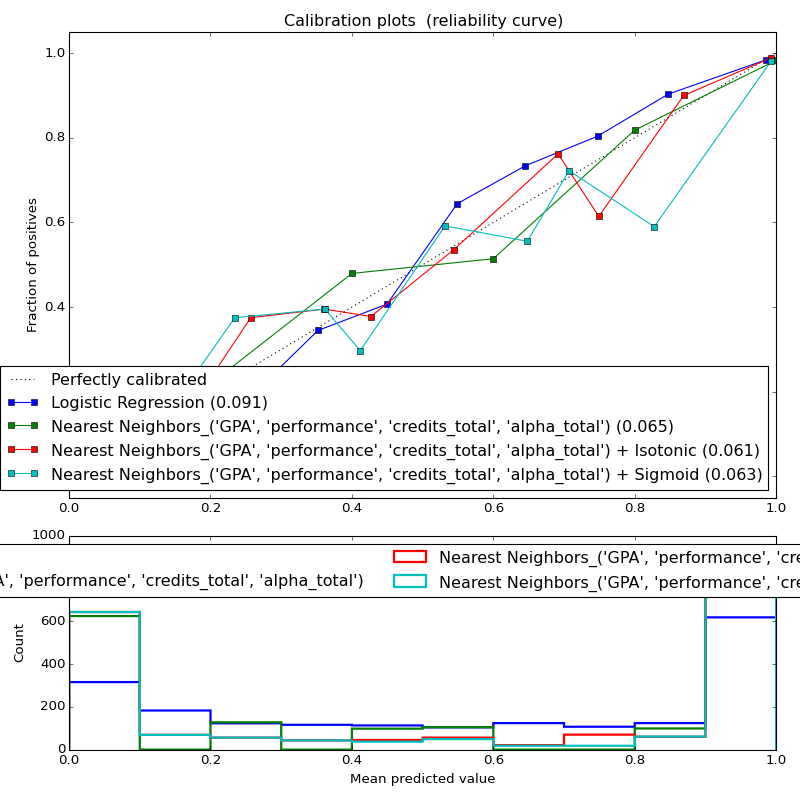 Calibration plots (reliability curve)
1.0
0.8
0.6
0.4
Fraction of positives
Perfectly calibrated
Logistic Regression (0.091)
Nearest Neighbors_('GPA', 'performance', 'credits_total', 'alpha_total') (0.065)
Nearest Neighbors_('GPA', 'performance', 'credits_total', 'alpha_total') + Isotonic (0.061)
Nearest Neighbors_('GPA', 'performance', 'credits_total', 'alpha_total') + Sigmoid (0.063)
0.0 0.2 0.4 0.6 0.8 1.0
1000
Nearest Neighbors_('GPA', 'performance', 'cre
', 'performance', 'credits_total', 'alpha_total')
Nearest Neighbors_('GPA', 'performance', 'cre
600
400
200
0
Count
0.0 0.2 0.4 0.6 0.8 1.0
Mean predicted value